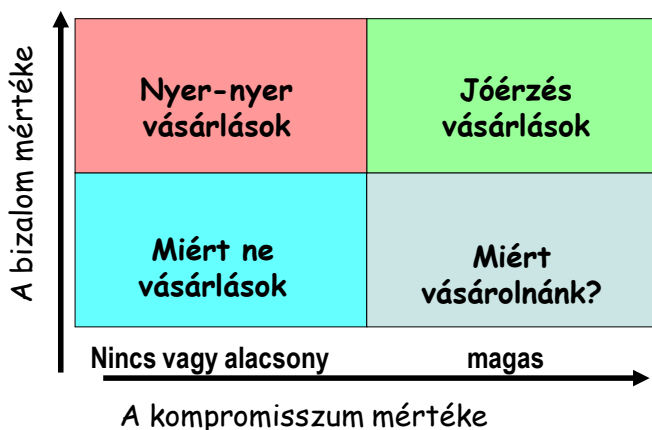 A bizalom mértéke
Nyer-nyer
vásárlások
Jóérzés
vásárlások
Miért ne
vásárlások
Miért
vásárolnánk?
Nincs vagy alacsony
magas
A kompromisszum mértéke